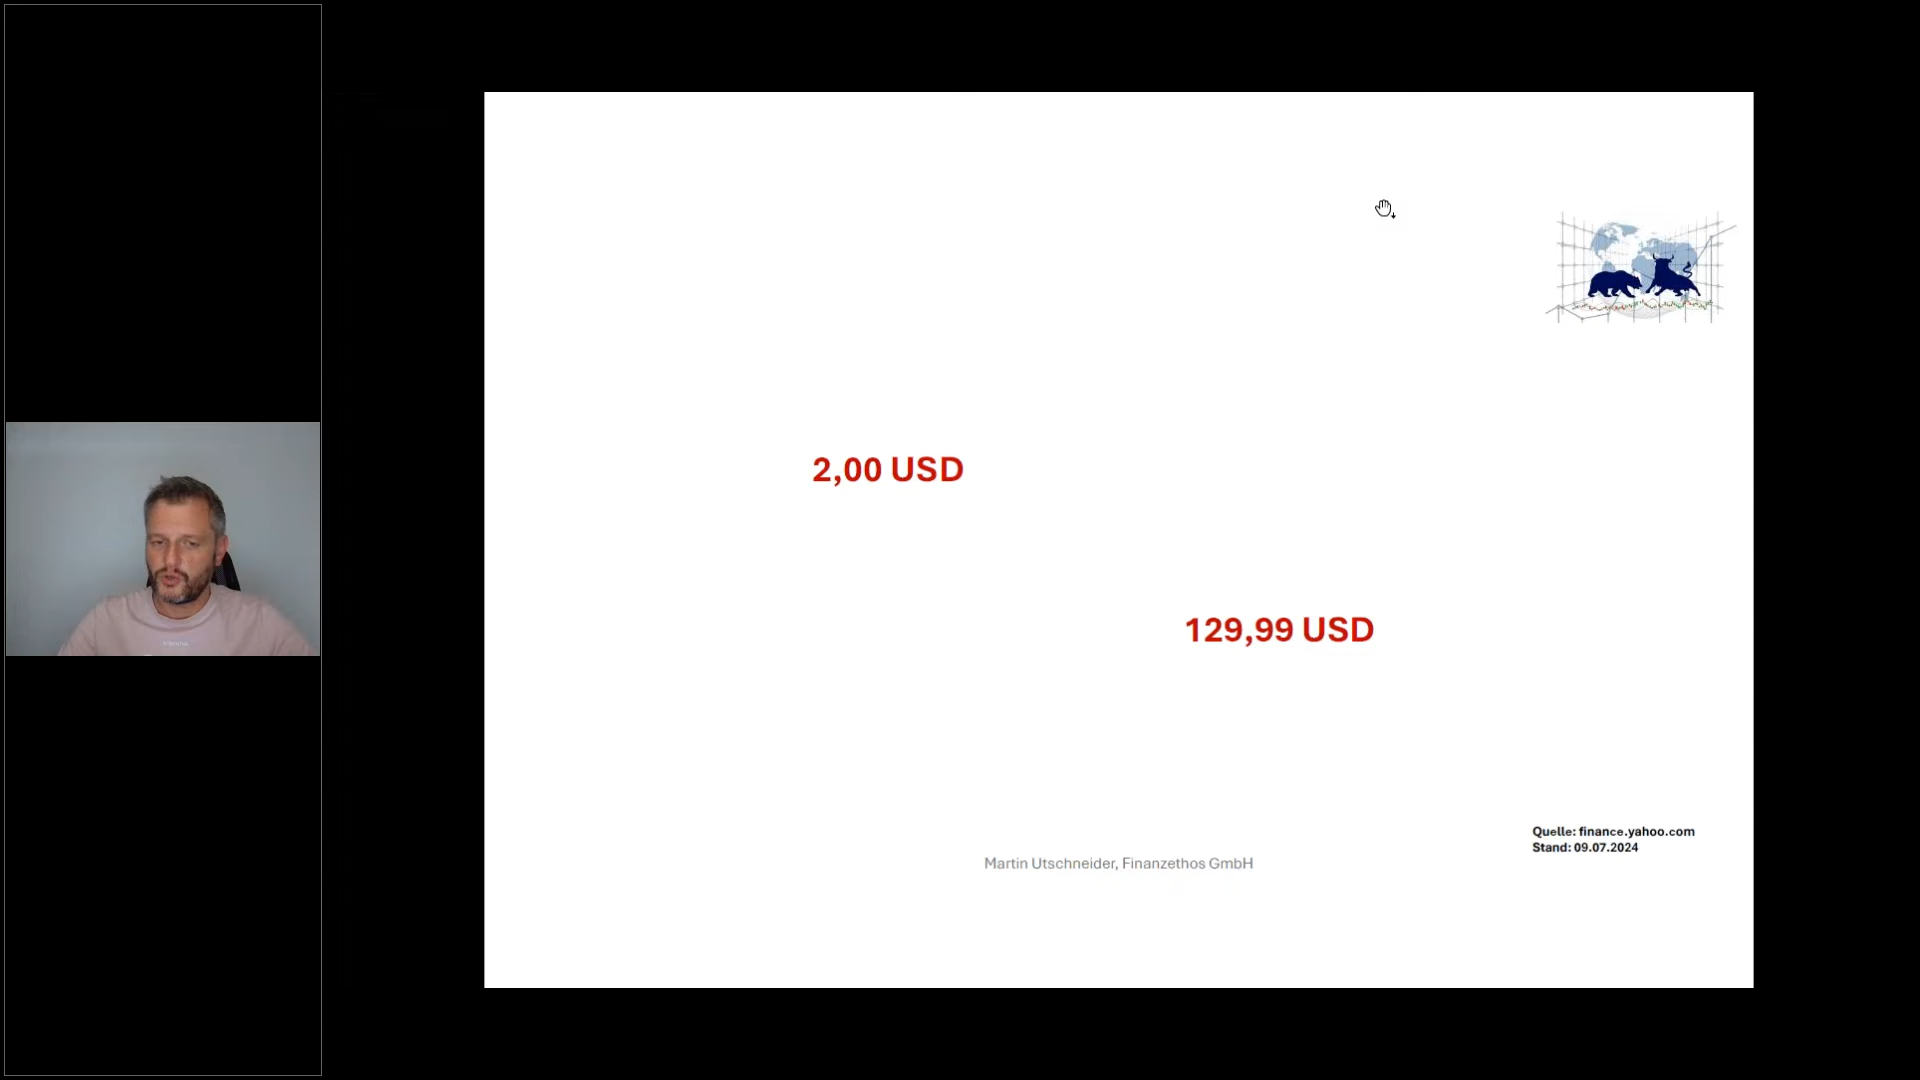 2,00 USD
129,99 USD
Quelle: finance.yahoo.com
Stand: 09.07.2024
Martin Utschneider, Finanzethos GmbH